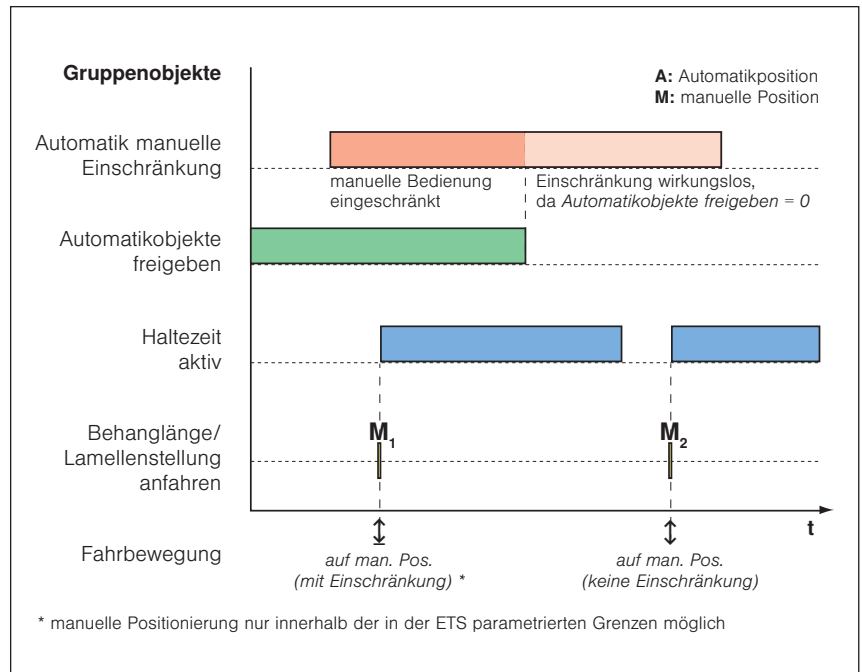 Gruppenobjekte
A: Automatikposition
M: manuelle Position
Automatik manuelle
Einschränkung
manuelle Bedienung
eingeschränkt
Einschränkung wirkungslos,
da Automatikobjekte freigeben = 0
Automatikobjekte
freigeben
Haltezeit
aktiv
Behanglänge/
Lamellenstellung
anfahren
M1
M2
t
Fahrbewegung
auf man. Pos.
(mit Einschränkung) *
auf man. Pos.
(keine Einschränkung)
* manuelle Positionierung nur innerhalb der in der ETS parametrierten Grenzen möglich